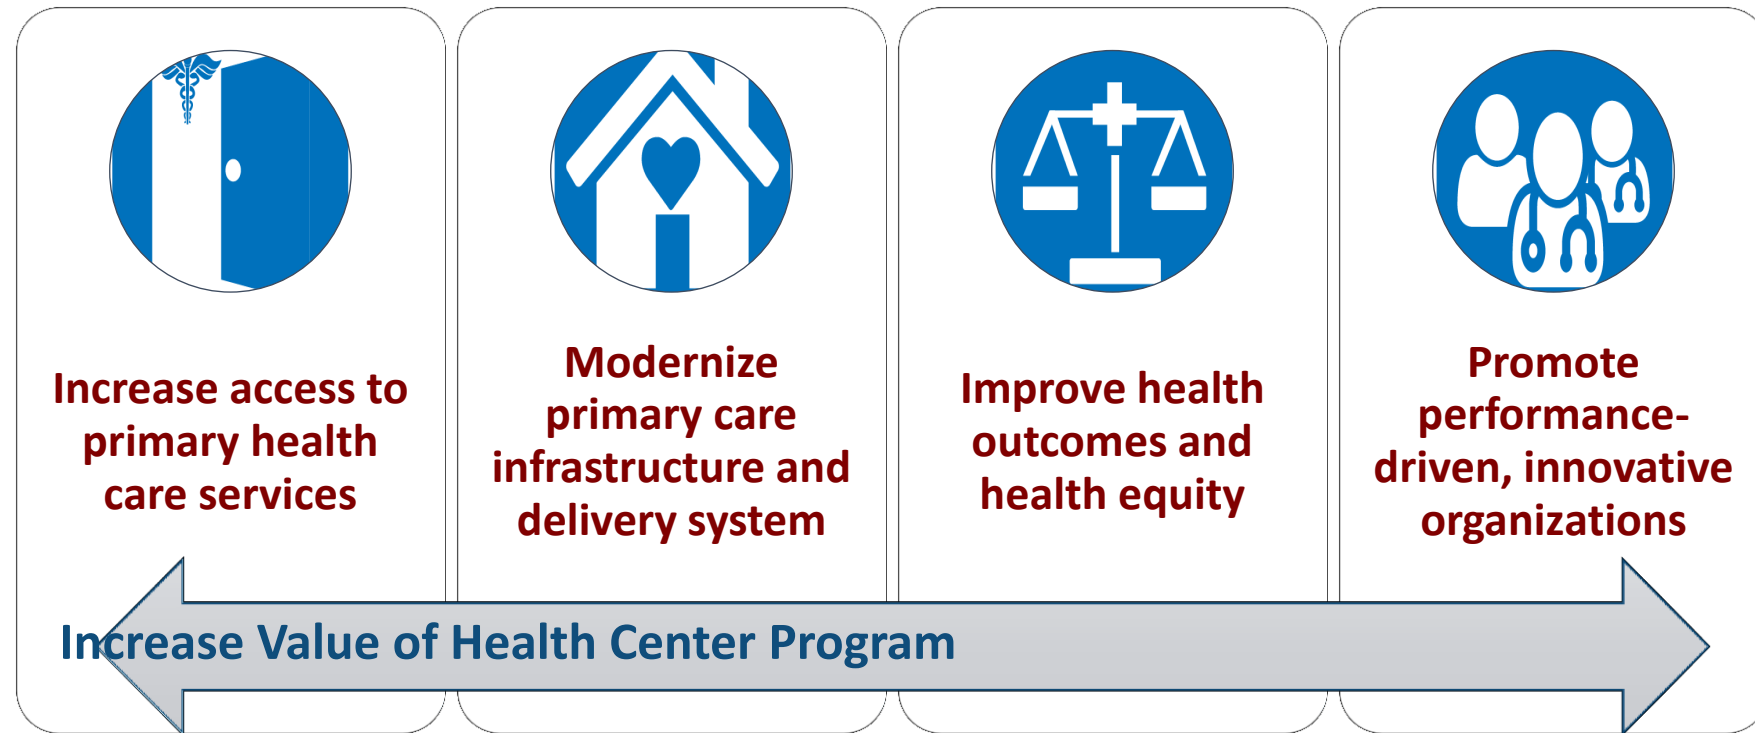 Increase access to
primary health
care services
Modernize
primary care
infrastructure and
delivery system
Improve health
outcomes and
health equity
Promote
performance-
driven, innovative
organizations
Increase Value of Health Center Program